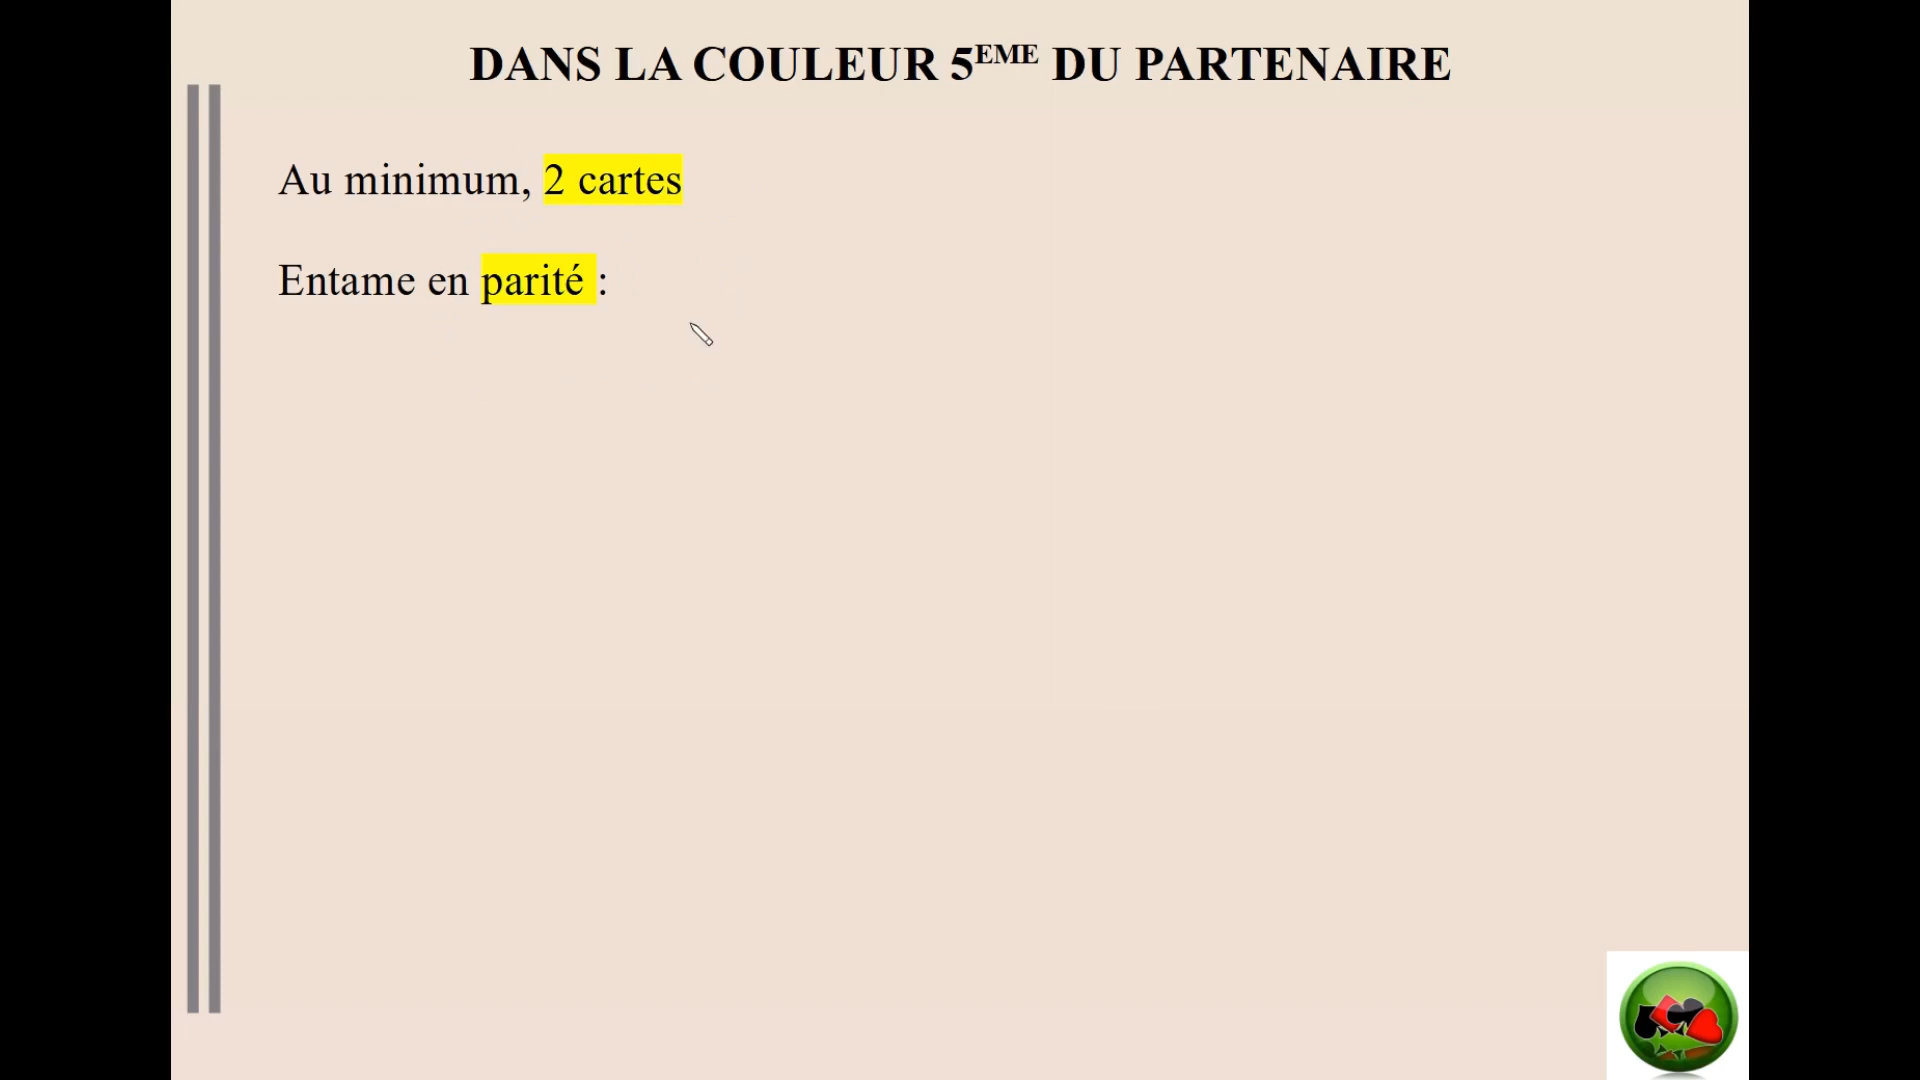 DANS LA COULEUR 5EME DU PARTENAIRE
Au minimum, 2 cartes
Entame en parité :